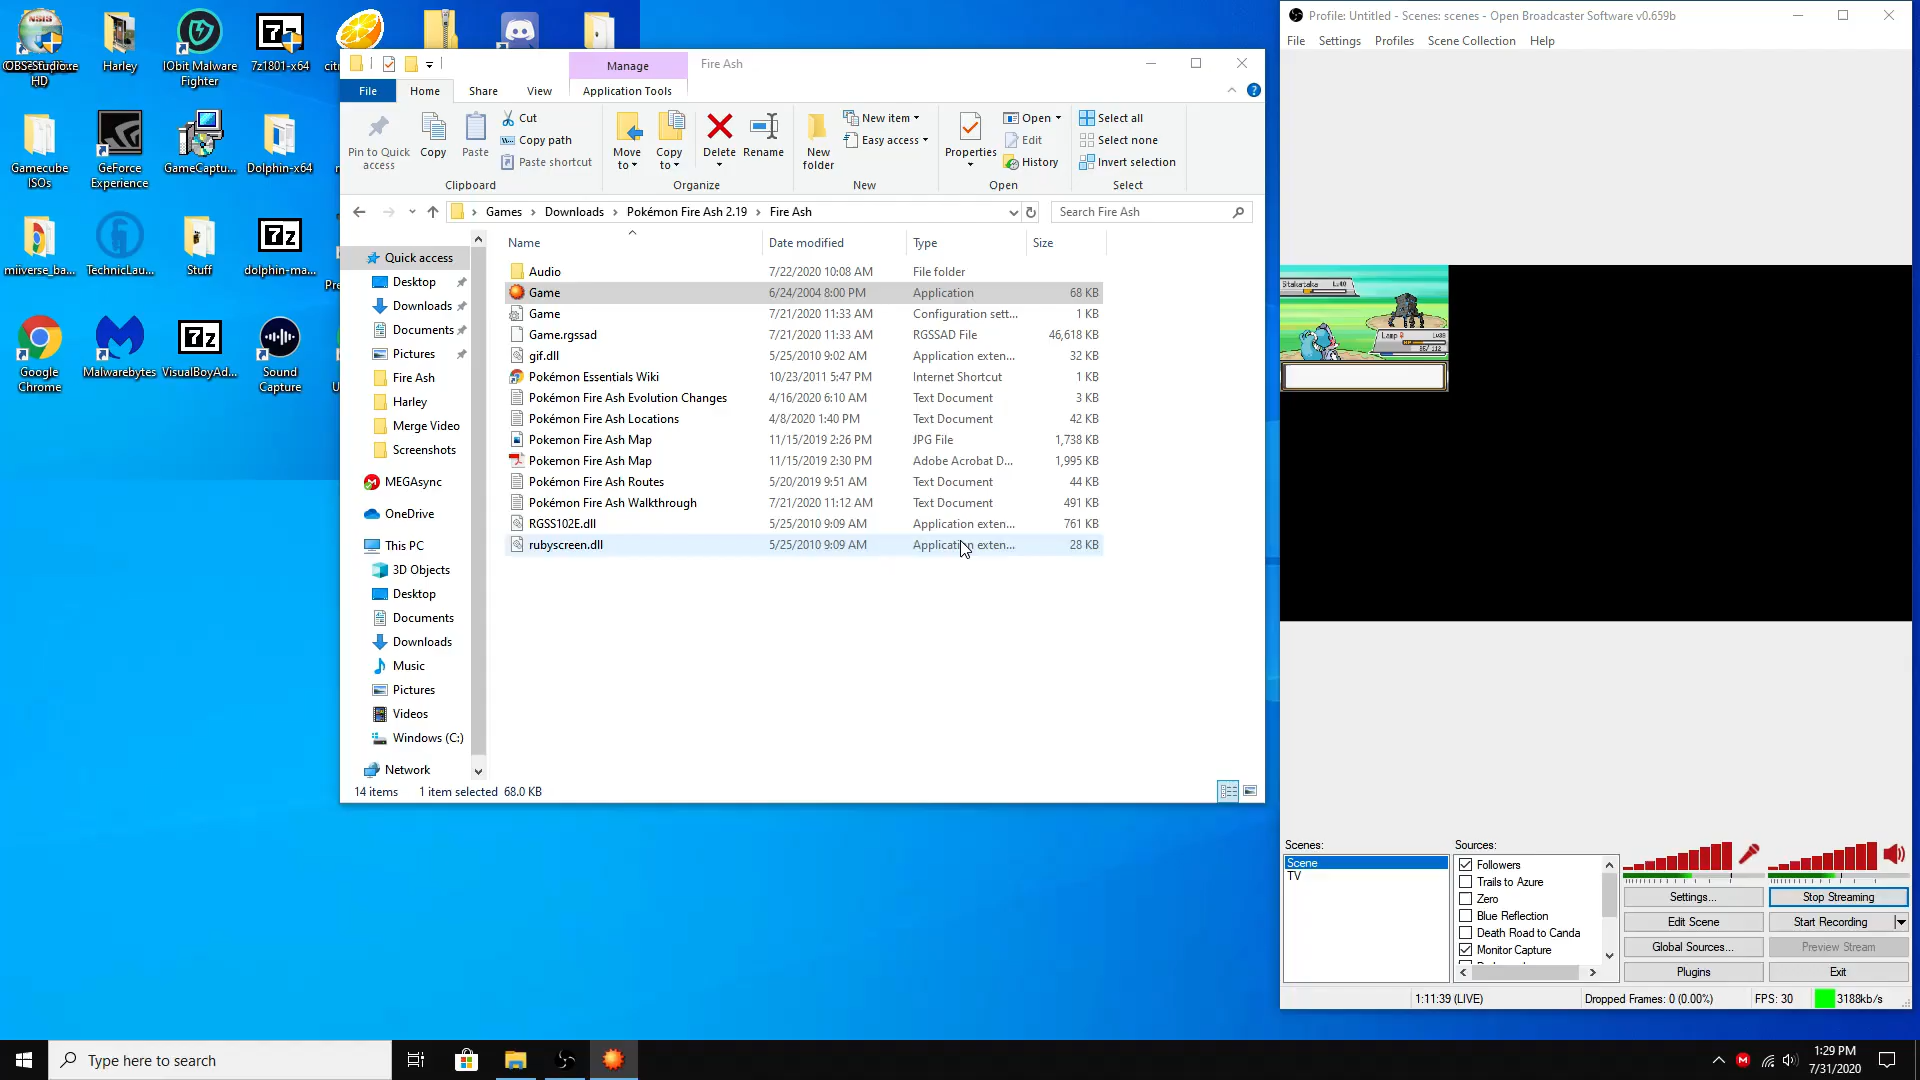 OBS Studio...
HD
Harley
IObit Malware
Fighter
7z1801-x64
Gamecube
ISOs
GeForce
Experience
GameCaptu...
Dolphin-x64
miiverse_ba...
TechnicLau...
Stuff
dolphin-ma...
Google
Chrome
Malwarebytes
VisualBoyAd...
Sound
Capture
Manage
Fire Ash
File
Home
Share
View
Application Tools
Pin to Quick
access
Copy
Paste
Cut
Copy path
Paste shortcut
Clipboard
Move
to
Copy
to
Delete
Rename
Organize
New
folder
New item
Easy access
New
Properties
Open
Edit
History
Open
Select all
Select none
Invert selection
Select
Games > Downloads > Pokémon Fire Ash 2.19 > Fire Ash
Search Fire Ash
Quick access
Desktop
Downloads
Documents
Pictures
Fire Ash
Harley
Merge Video
Screenshots
MEGAsync
OneDrive
This PC
3D Objects
Desktop
Documents
Downloads
Music
Pictures
Videos
Windows (C:)
Network
Name Date modified Type Size
Audio 7/22/2020 10:08 AM File folder
Game 6/24/2004 8:00 PM Application 68 KB
Game 7/21/2020 11:33 AM Configuration sett... 1 KB
Game.rgssad 7/21/2020 11:33 AM RGSSAD File 46,618 KB
gif.dll 5/25/2010 9:02 AM Application exten... 32 KB
Pokémon Essentials Wiki 10/23/2011 5:47 PM Internet Shortcut 1 KB
Pokémon Fire Ash Evolution Changes 4/16/2020 6:10 AM Text Document 3 KB
Pokémon Fire Ash Locations 4/8/2020 1:40 PM Text Document 42 KB
Pokemon Fire Ash Map 11/15/2019 2:26 PM JPG File 1,738 KB
Pokemon Fire Ash Map 11/15/2019 2:30 PM Adobe Acrobat D... 1,995 KB
Pokémon Fire Ash Routes 5/20/2019 9:51 AM Text Document 44 KB
Pokémon Fire Ash Walkthrough 7/21/2020 11:12 AM Text Document 491 KB
RGSS102E.dll 5/25/2010 9:09 AM Application exten... 761 KB
rubyscreen.dll 5/25/2010 9:09 AM Application exten... 28 KB
14 items 1 item selected 68.0 KB
Profile: Untitled - Scenes: scenes - Open Broadcaster Software v0.659b
File Settings Profiles Scene Collection Help
Stakataka Lv40
Lamp
Scenes:
Scene
TV
Sources:
Followers
Trails to Azure
Zero
Blue Reflection
Death Road to Canda
Monitor Capture
Settings...
Stop Streaming
Edit Scene
Start Recording
Global Sources...
Preview Stream
Plugins
Exit
1:11:39 (LIVE)
Dropped Frames: 0 (0.00%)
FPS: 30
3188kb/s
Type here to search
1:29 PM
7/31/2020